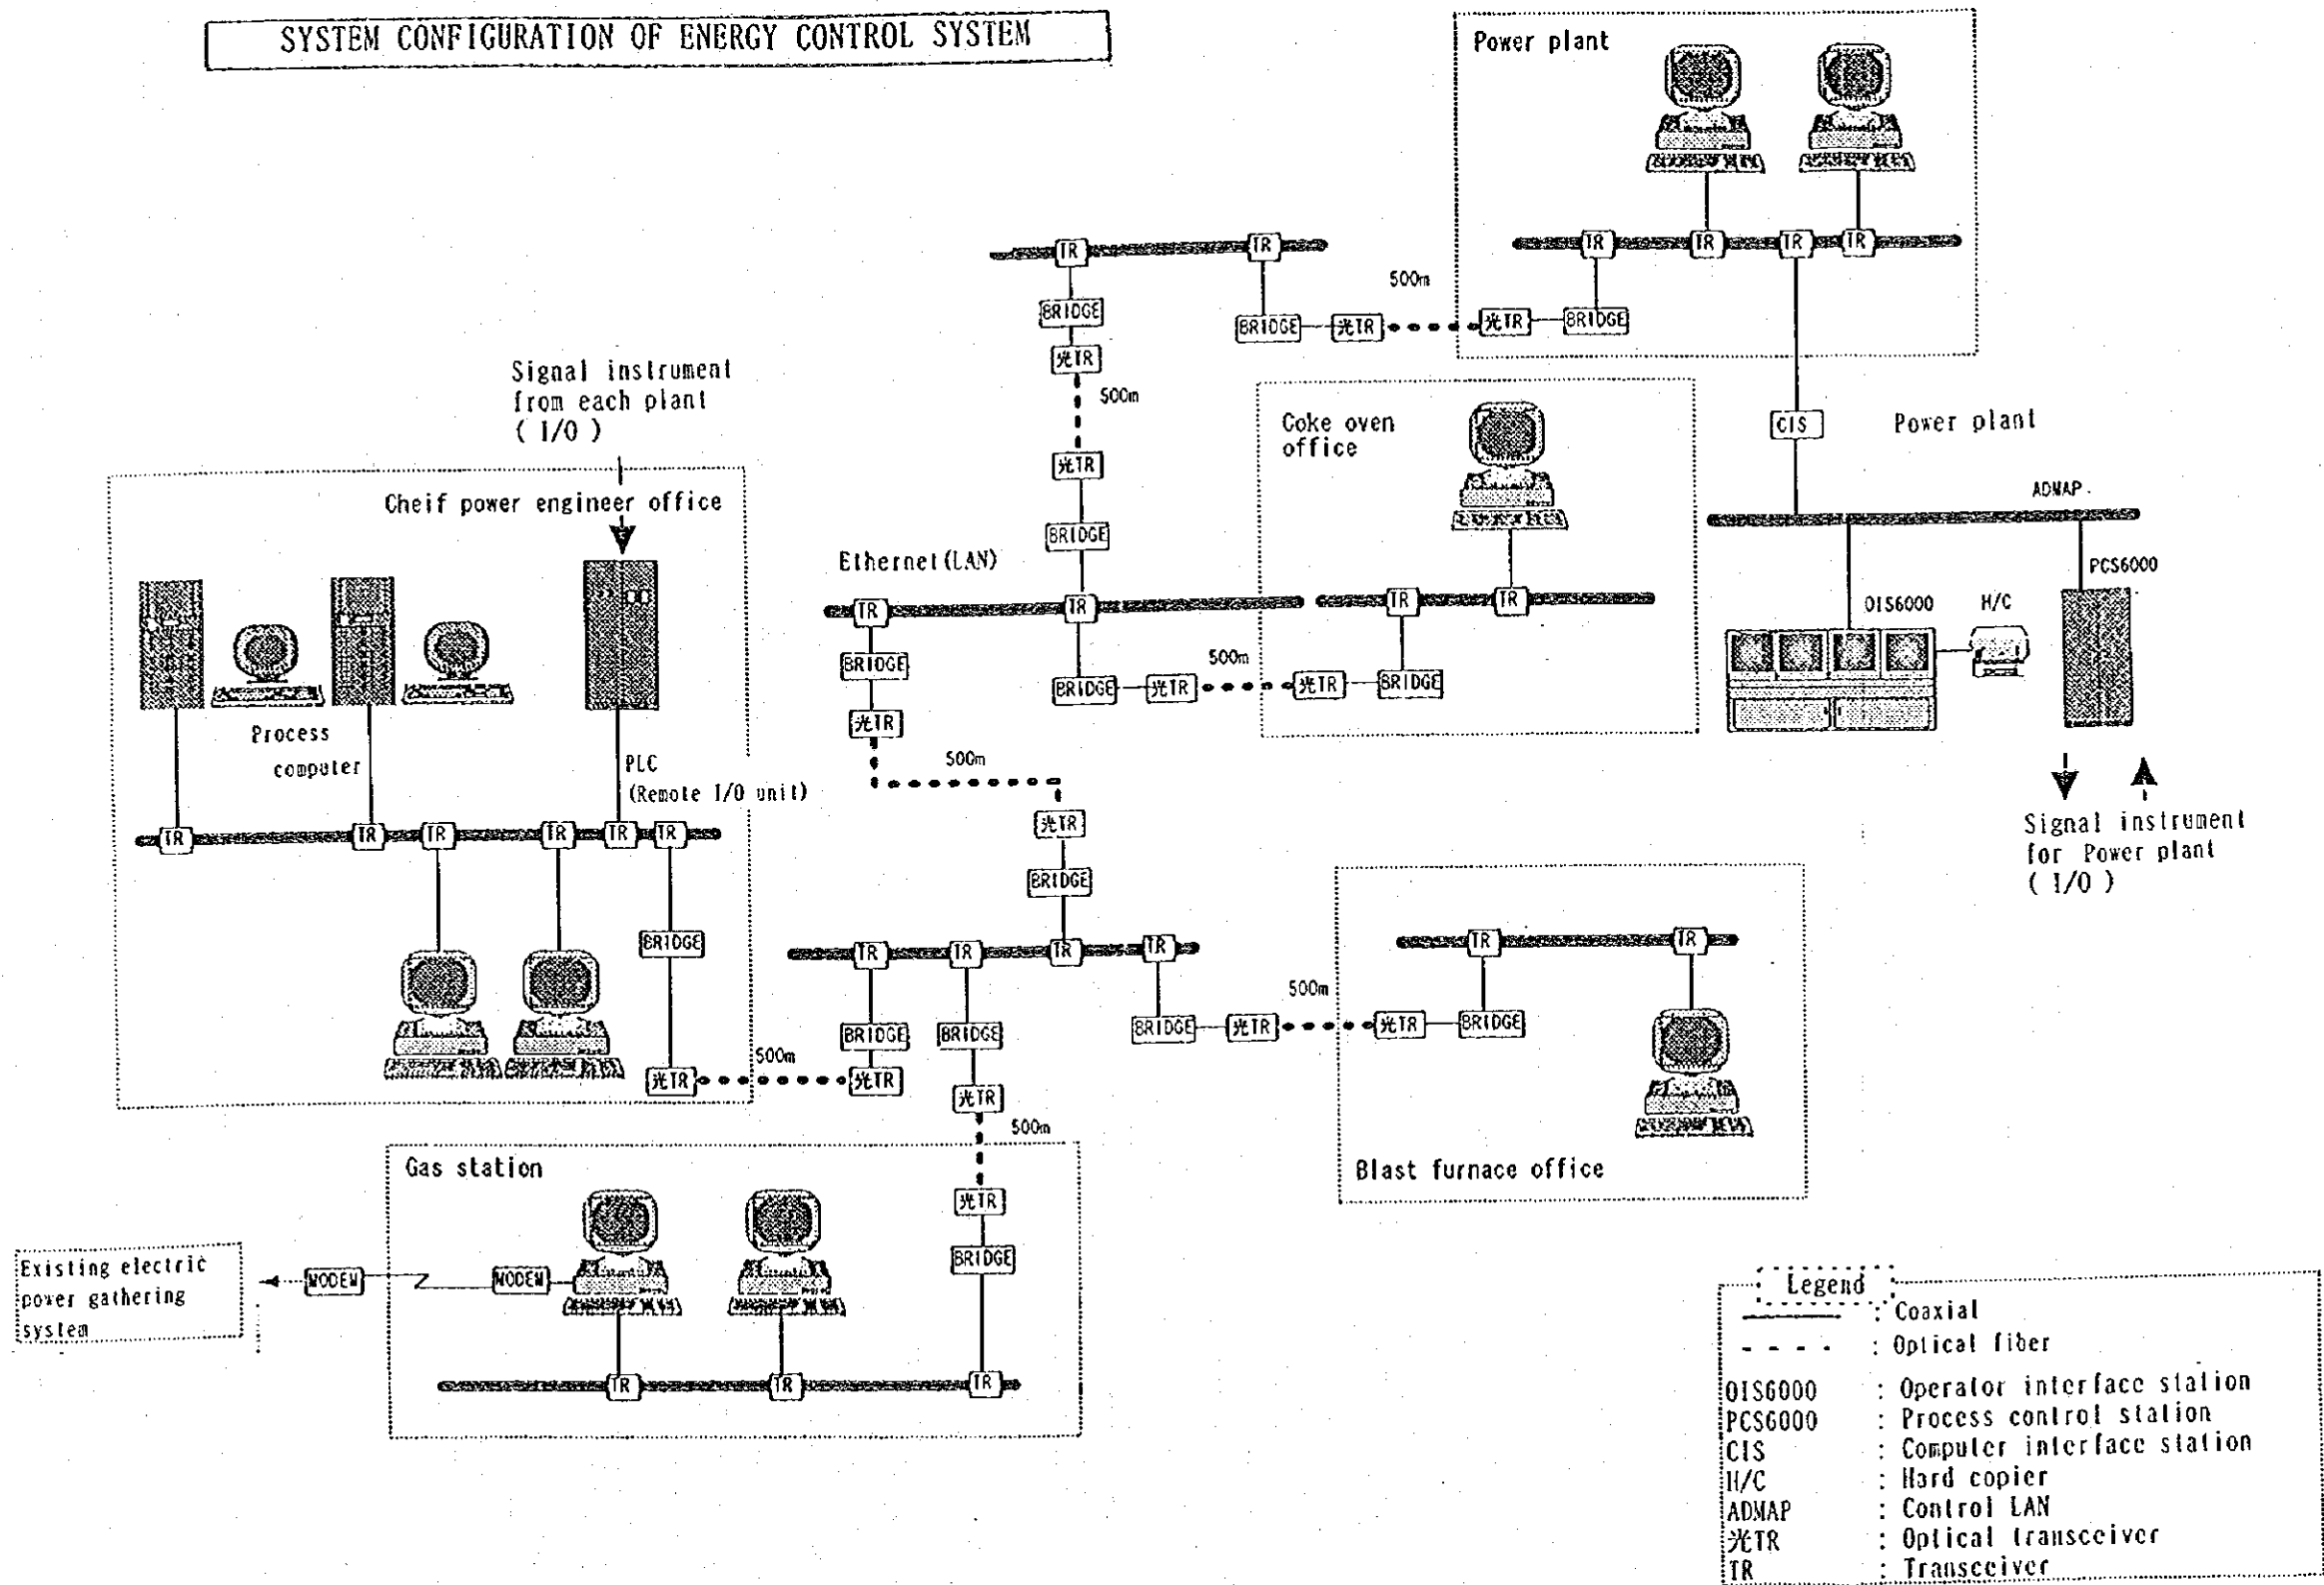 SYSTEM CONFIGURATION OF ENERGY CONTROL SYSTEM
Power plant
TR TR TR TR
TR TR
500m
BRIDGE
BRIDGE 光TR 光TR BRIDGE
光TR
500m
光TR
BRIDGE
Signal instrument
from each plant
( I/O )
Cheif power engineer office
Coke oven
office
CIS
Power plant
ADMAP
PCS6000
OIS6000
H/C
Ethernet(LAN)
TR TR TR TR
BRIDGE
500m
BRIDGE 光TR 光TR BRIDGE
光TR
500m
光TR
BRIDGE
Process
computer
PLC
(Remote I/O unit)
TR TR TR TR TR TR
BRIDGE
光TR
500m
Signal instrument
for Power plant
( I/O )
TR TR TR TR
BRIDGE BRIDGE
光TR
光TR
500m
光TR
BRIDGE
TR TR
500m
BRIDGE 光TR 光TR BRIDGE
Blast furnace office
Gas station
Existing electric
power gathering
system
MODEM MODEM
TR TR TR
Legend
: Coaxial
: Optical fiber
OIS6000 : Operator interface station
PCS6000 : Process control station
CIS : Computer interface station
H/C : Hard copier
ADMAP : Control LAN
光TR : Optical transceiver
TR : Transceiver